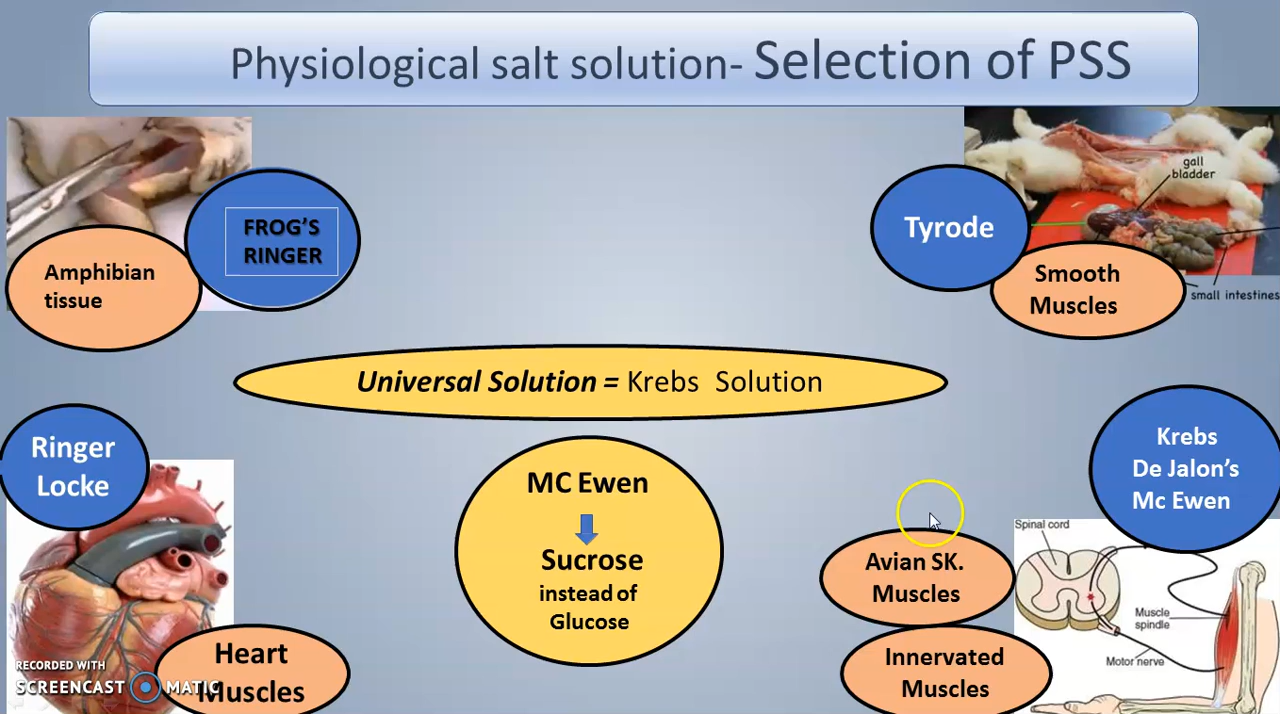 Physiological salt solution- Selection of PSS
FROG'S
RINGER
Amphibian
tissue
gall
bladder
Tyrode
Smooth
Muscles
small intestines
Universal Solution = Krebs Solution
Ringer
Locke
MC Ewen
Sucrose
instead of
Glucose
Krebs
De Jalon's
Mc Ewen
Avian SK.
Muscles
Innervated
Muscles
Spinal cord
Muscle
spindle
Motor nerve
Heart
Muscles
RECORDED WITH
SCREENCAST MATIC